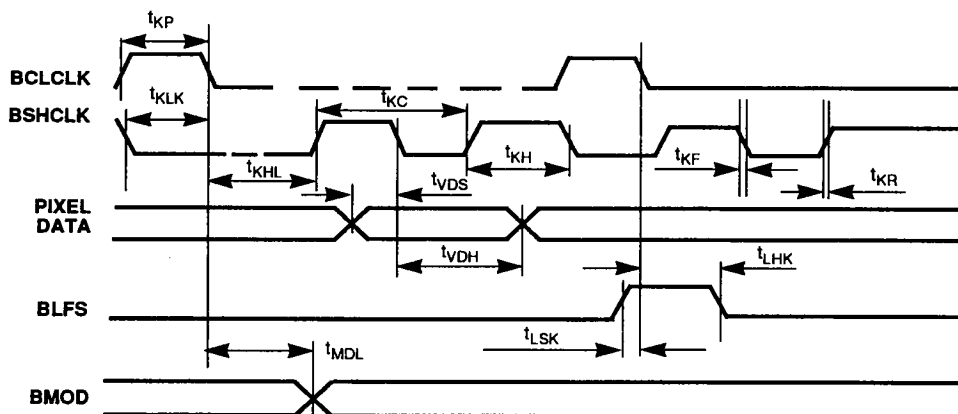 tKP
BCLCLK
tKLK
tKC
BSHCLK
tKH
tKF
tKHL
tVDS
tKR
PIXEL
DATA
tVDH
tLHK
BLFS
tLSK
tMDL
BMOD